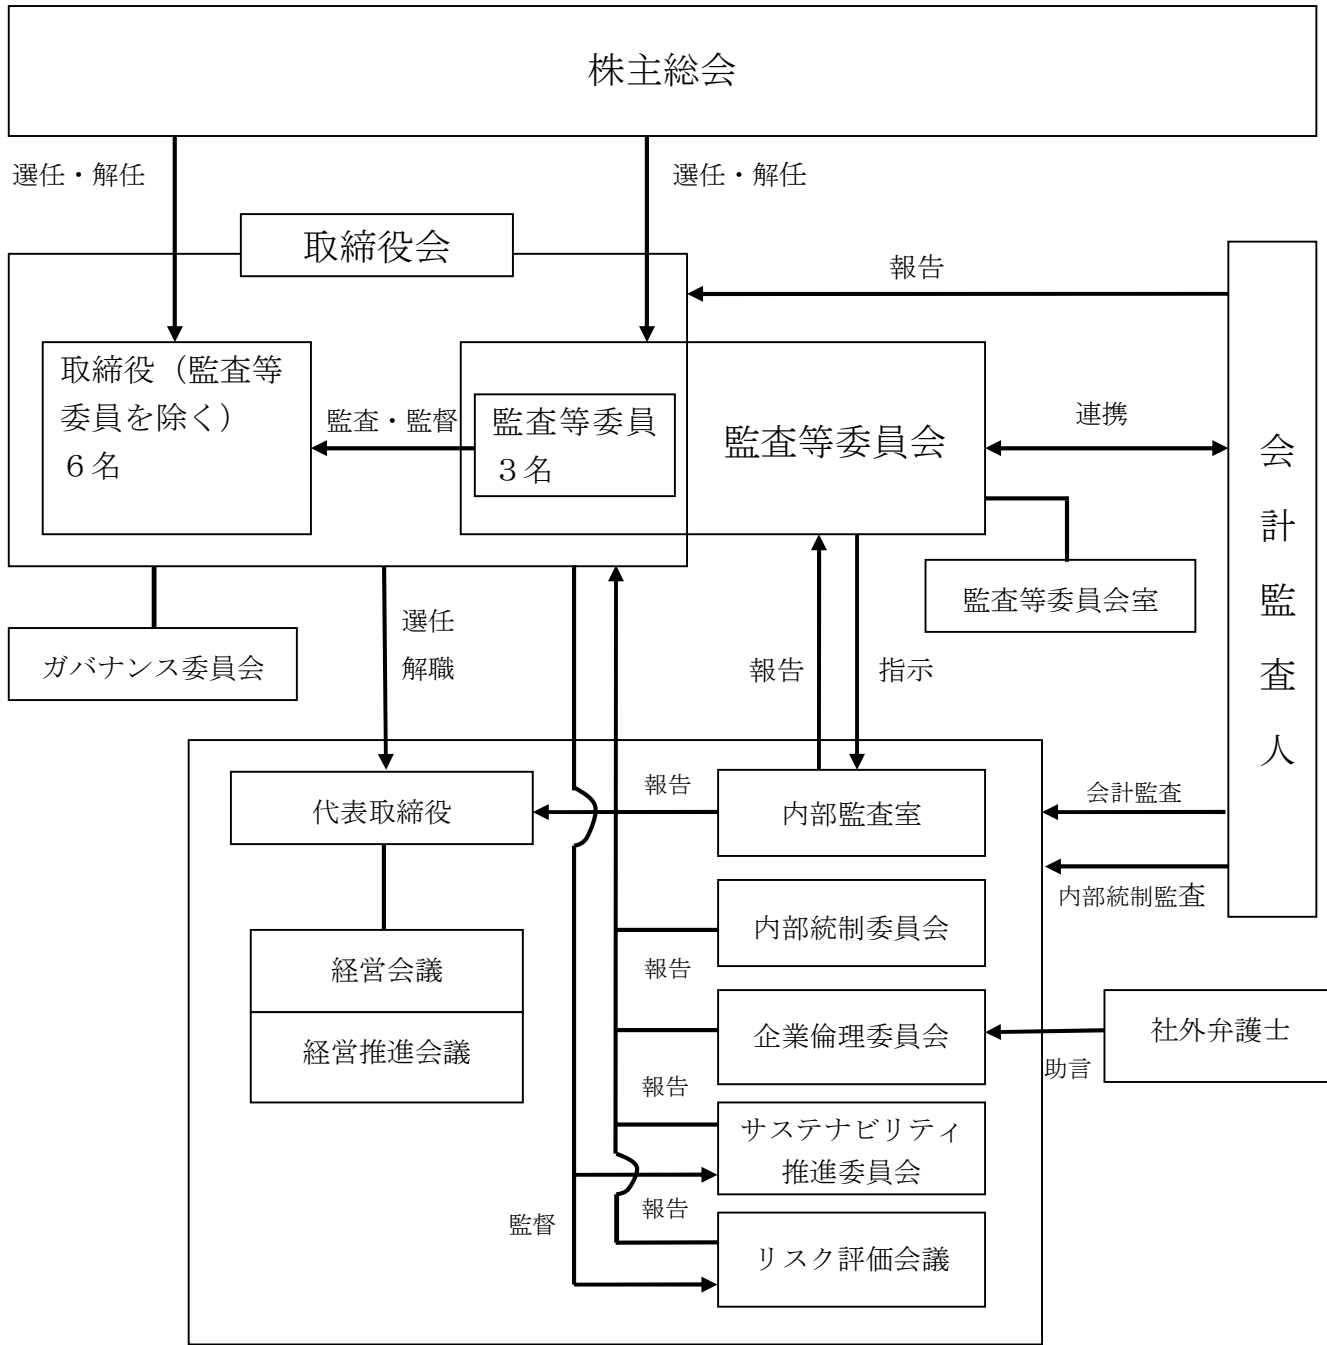 株主総会
選任・解任
選任・解任
取締役会
報告
取締役（監査等
委員を除く）
６名
監査・監督
監査等委員
３名
監査等委員会
連携
会計監査人
監査等委員会室
ガバナンス委員会
選任
解職
報告
指示
代表取締役
報告
内部監査室
会計監査
内部統制監査
内部統制委員会
報告
経営会議
経営推進会議
企業倫理委員会
社外弁護士
助言
報告
サステナビリティ
推進委員会
報告
監督
リスク評価会議